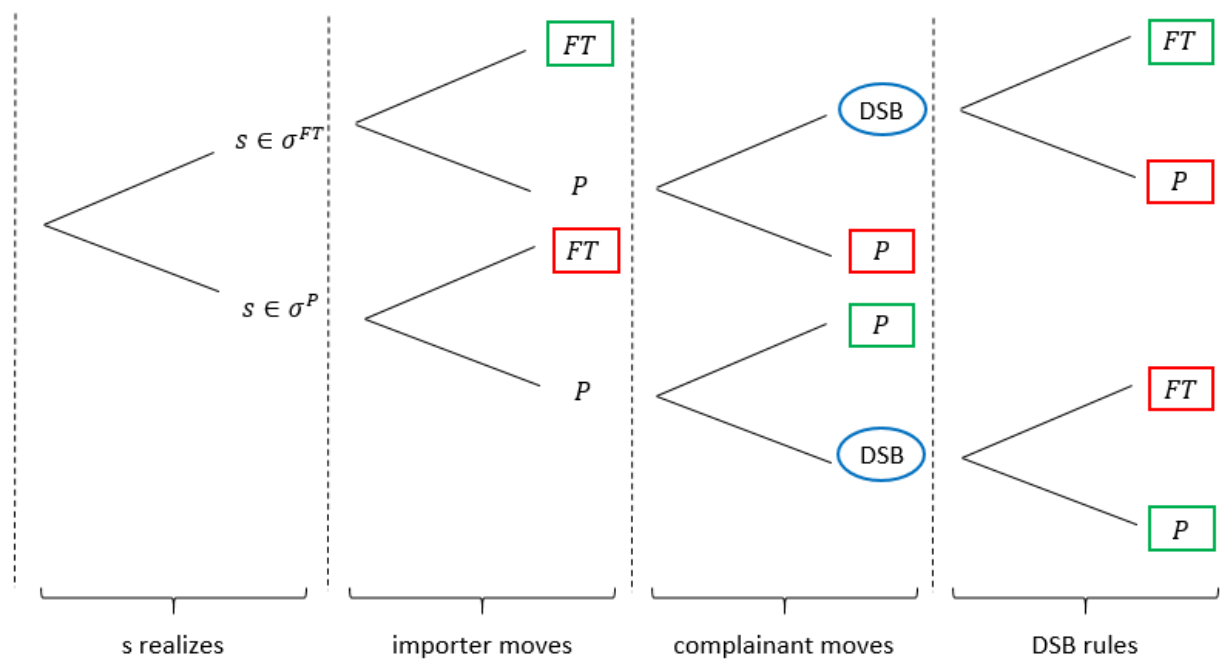 s ∈ σ^{FT}
s ∈ σ^{P}
FT
P
FT
P
DSB
P
P
DSB
FT
P
FT
P
s realizes
importer moves
complainant moves
DSB rules